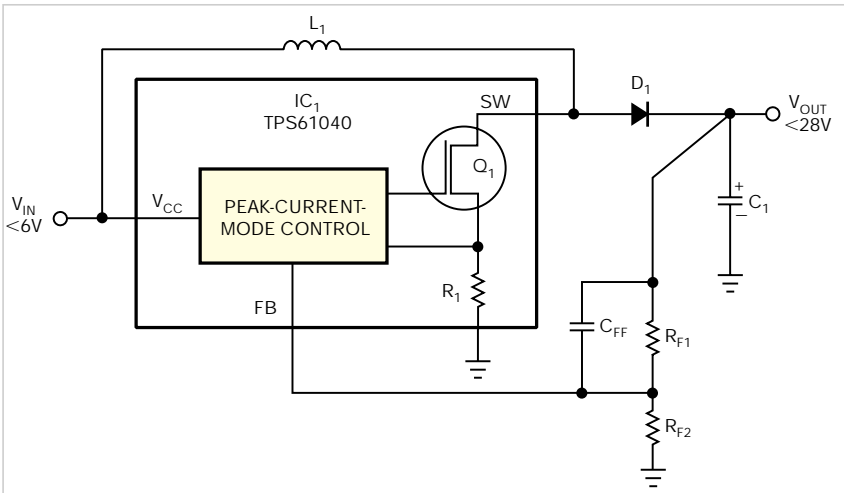 L1
IC1
TPS61040
SW
D1
VOUT
<28V
Q1
VIN
<6V
VCC
PEAK-CURRENT-
MODE CONTROL
+
–
C1
R1
FB
CFF
RF1
RF2